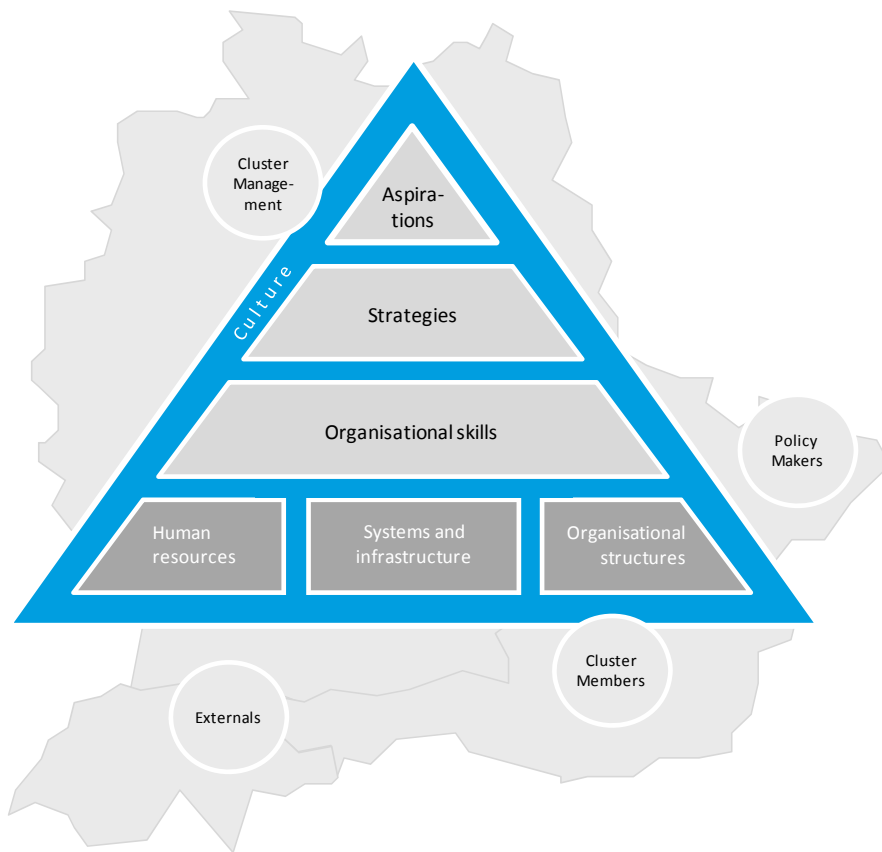 Cluster
Manage-
ment
Aspira-
tions
Culture
Strategies
Organisational skills
Policy
Makers
Human
resources
Systems and
infrastructure
Organisational
structures
Cluster
Members
Externals